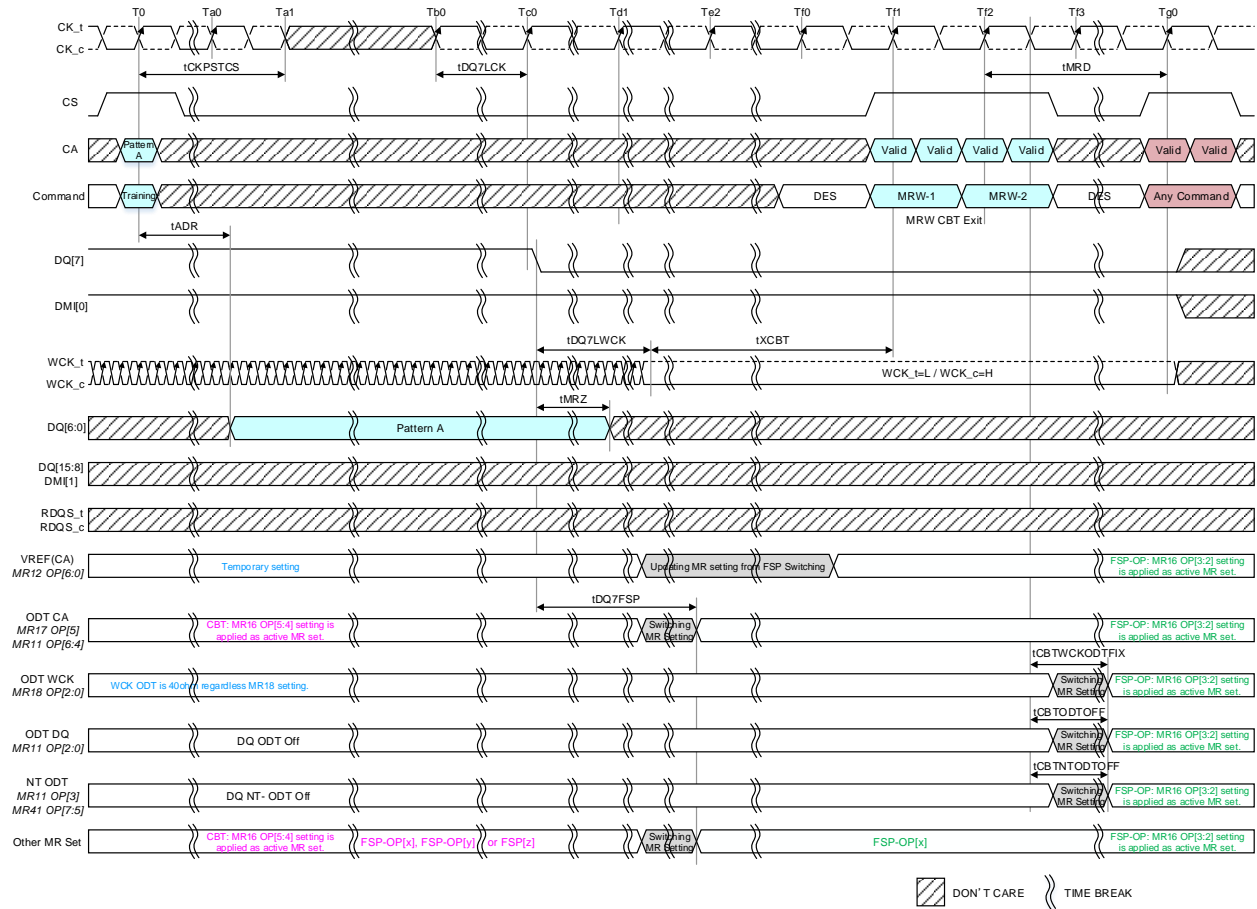 T0 Ta0 Ta1 Tb0 Tc0 Td1 Te2 Tf0 Tf1 Tf2 Tf3 Tg0
CK_t
CK_c
tCKPSTCS tDQ7LCK tMRD
CS
CA Pattern A Valid Valid Valid Valid Valid Valid
Command Training DES MRW-1 MRW-2 DES Any Command
MRW CBT Exit
tADR
DQ[7]
DMI[0]
tDQ7LWCK tXCBT
WCK_t
WCK_c
WCK_t=L / WCK_c=H
tMRZ
DQ[6:0] Pattern A
DQ[15:8]
DMI[1]
RDQS_t
RDQS_c
VREF(CA)
MR12 OP[6:0]
Temporary setting
Updating MR setting from FSP Switching
FSP-OP: MR16 OP[3:2] setting
is applied as active MR set.
tDQ7FSP
ODT CA
MR17 OP[5]
MR11 OP[6:4]
CBT: MR16 OP[5:4] setting is
applied as active MR set.
Switching
MR Setting
FSP-OP: MR16 OP[3:2] setting
is applied as active MR set.
tCBTWCKODTFIX
ODT WCK
MR18 OP[2:0]
WCK ODT is 40ohm regardless MR18 setting.
Switching
MR Setting
FSP-OP: MR16 OP[3:2] setting
is applied as active MR set.
tCBTODTOFF
ODT DQ
MR11 OP[2:0]
DQ ODT Off
Switching
MR Setting
FSP-OP: MR16 OP[3:2] setting
is applied as active MR set.
tCBTNTODTOFF
NT ODT
MR11 OP[3]
MR41 OP[7:5]
DQ NT- ODT Off
Switching
MR Setting
FSP-OP: MR16 OP[3:2] setting
is applied as active MR set.
Other MR Set
CBT: MR16 OP[5:4] setting is
applied as active MR set.
FSP-OP[x], FSP-OP[y] or FSP[z]
Switching
MR Setting
FSP-OP[x]
FSP-OP: MR16 OP[3:2] setting
is applied as active MR set.
DON'T CARE TIME BREAK